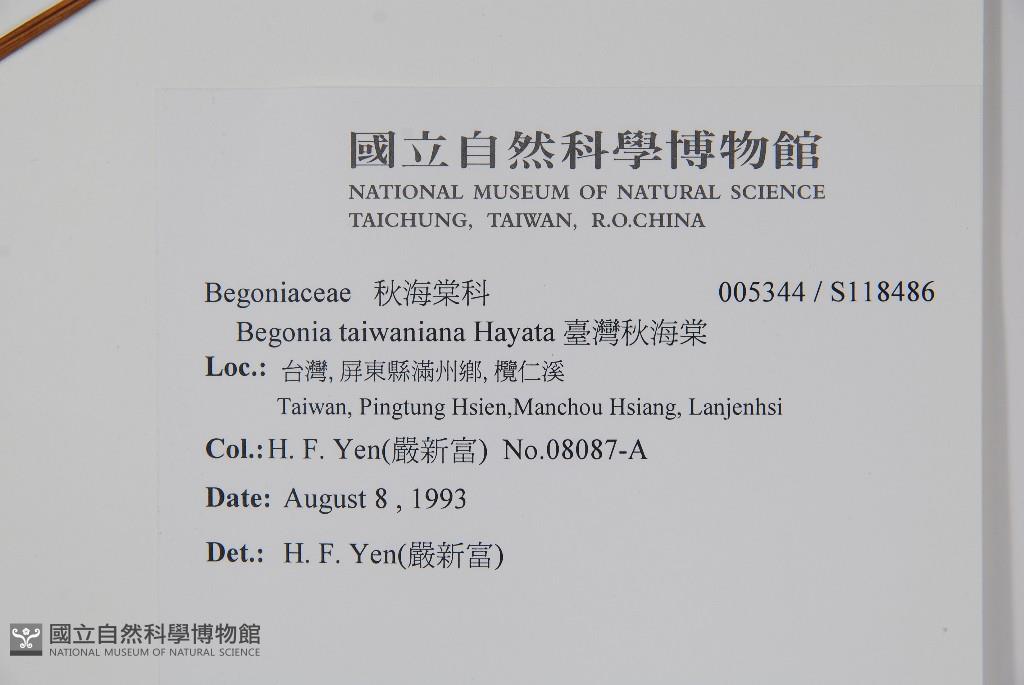 國立自然科學博物館
NATIONAL MUSEUM OF NATURAL SCIENCE
TAICHUNG, TAIWAN, R.O.CHINA
Begoniaceae 秋海棠科 005344 / S118486
Begonia taiwaniana Hayata 臺灣秋海棠
Loc.: 台灣, 屏東縣滿州鄉, 欖仁溪
Taiwan, Pingtung Hsien,Manchou Hsiang, Lanjenhsi
Col.: H. F. Yen(嚴新富) No.08087-A
Date: August 8 , 1993
Det.: H. F. Yen(嚴新富)
國立自然科學博物館
NATIONAL MUSEUM OF NATURAL SCIENCE